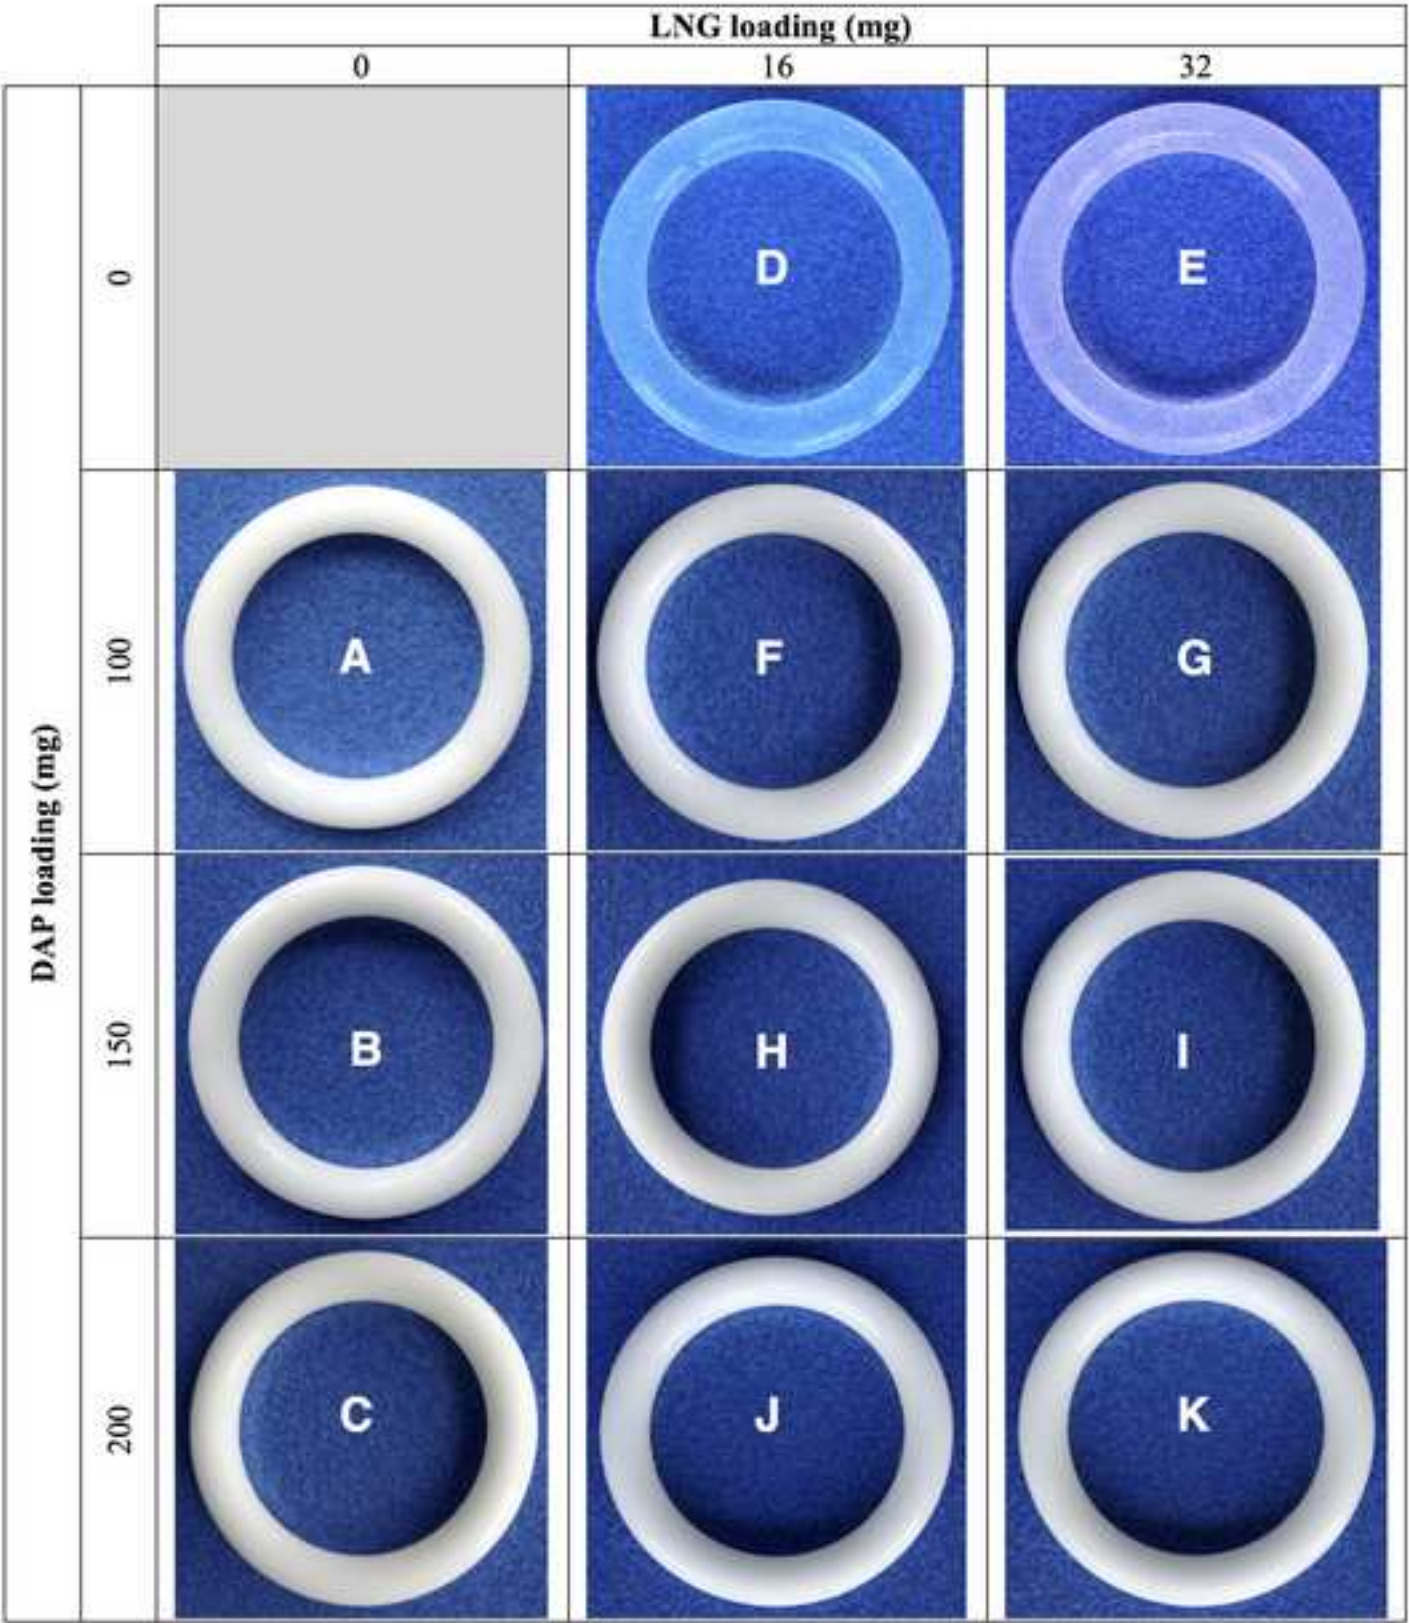 LNG loading (mg)
0 16 32
DAP loading (mg)
0 D E
100 A F G
150 B H I
200 C J K